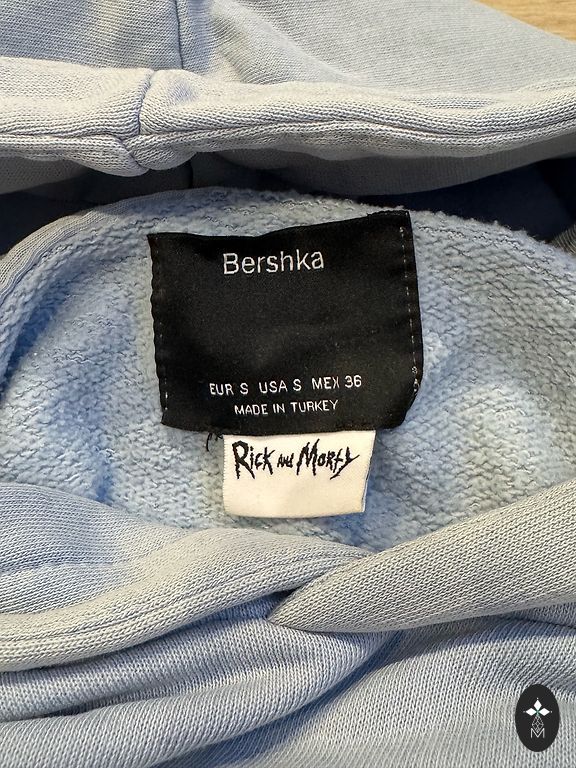 Bershka
EUR S USA S MEX 36
MADE IN TURKEY
Rick and Morty
M